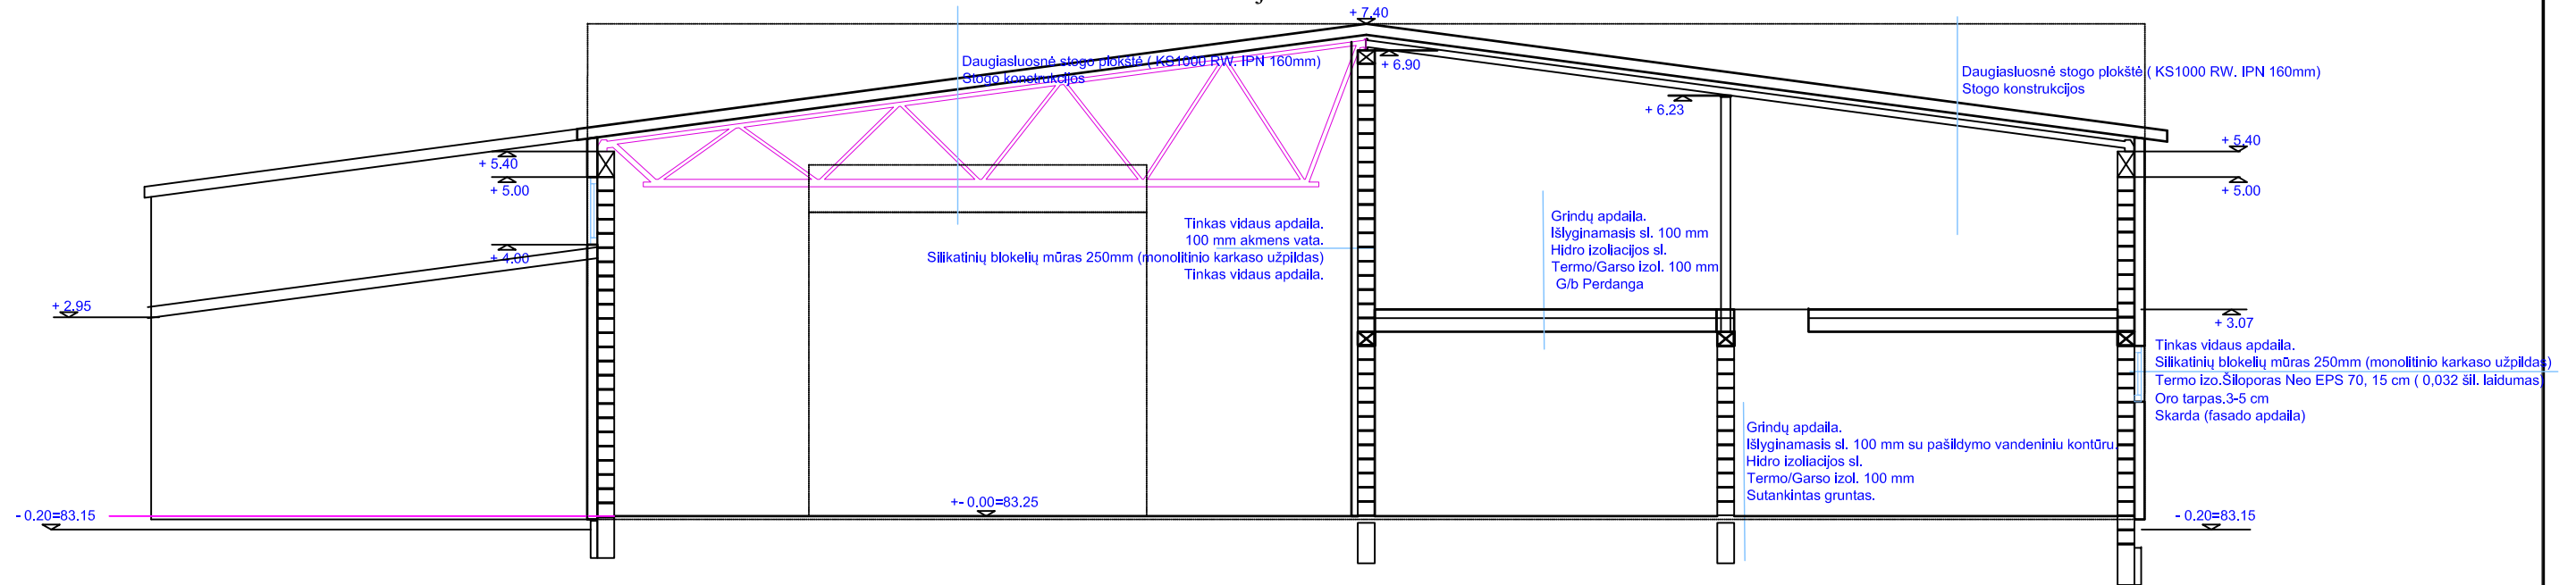 + 7.40
Daugiasluosnė stogo plokštė ( KS1000 RW. IPN 160mm)
Stogo konstrukcijos
+ 6.90
Daugiasluosnė stogo plokštė ( KS1000 RW. IPN 160mm)
Stogo konstrukcijos
+ 6.23
+ 5.40
+ 5.00
+ 5.40
+ 5.00
Tinkas vidaus apdaila.
100 mm akmens vata.
Silikatinių blokelių mūras 250mm (monolitinio karkaso užpildas)
Tinkas vidaus apdaila.
Grindų apdaila.
Išlyginamasis sl. 100 mm
Hidro izoliacijos sl.
Termo/Garso izol. 100 mm
G/b Perdanga
+ 4.00
+ 2.95
+ 3.07
Tinkas vidaus apdaila.
Silikatinių blokelių mūras 250mm (monolitinio karkaso užpildas)
Termo izo.Šiloporas Neo EPS 70, 15 cm ( 0,032 šil. laidumas)
Oro tarpas.3-5 cm
Skarda (fasado apdaila)
Grindų apdaila.
Išlyginamasis sl. 100 mm su pašildymo vandeniniu kontūru.
Hidro izoliacijos sl.
Termo/Garso izol. 100 mm
Sutankintas gruntas.
+- 0.00=83.25
- 0.20=83.15
- 0.20=83.15